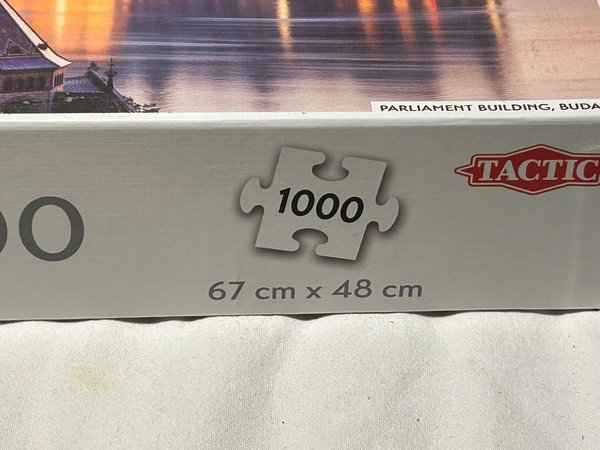 PARLIAMENT BUILDING, BUDA
TACTIC
1000
67 cm x 48 cm